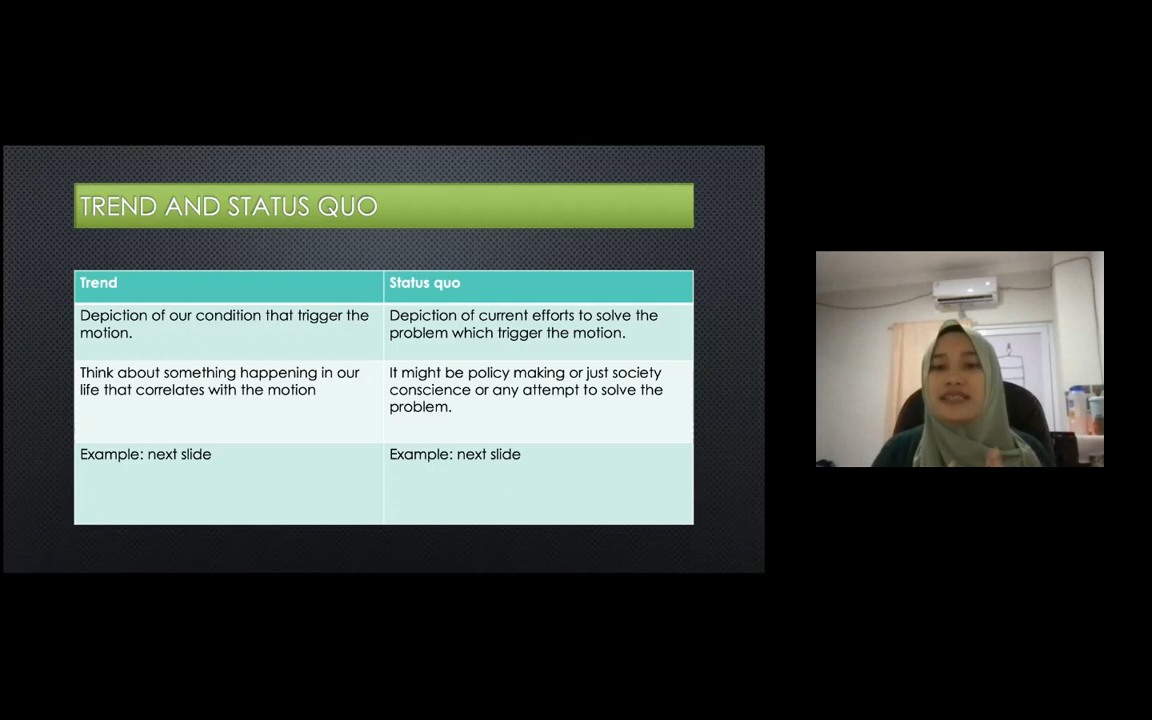 TREND AND STATUS QUO
Trend
Status quo
Depiction of our condition that trigger the
motion.
Depiction of current efforts to solve the
problem which trigger the motion.
Think about something happening in our
life that correlates with the motion
It might be policy making or just society
conscience or any attempt to solve the
problem.
Example: next slide
Example: next slide